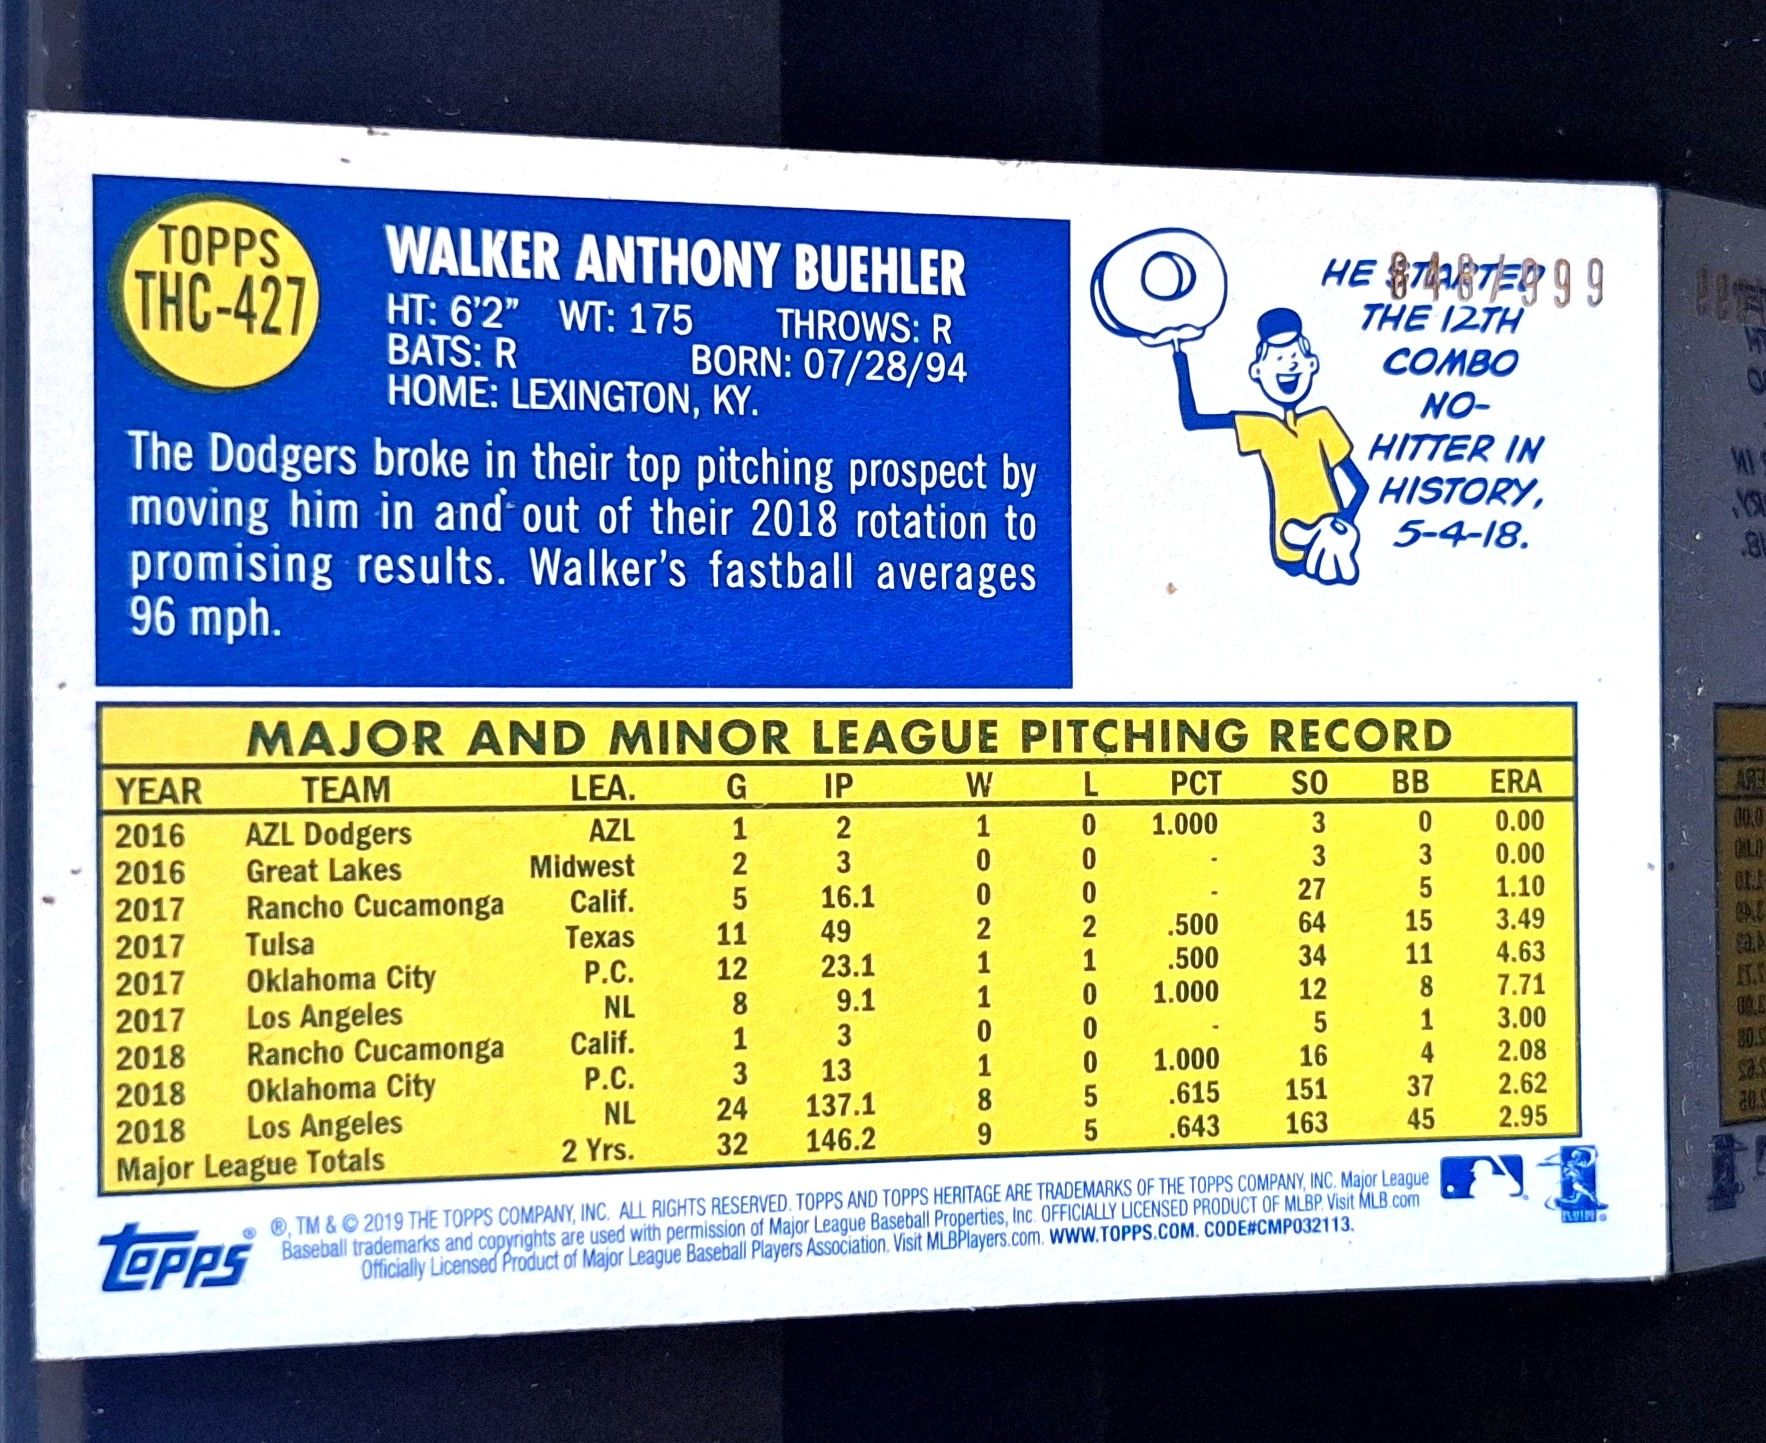 TOPPS
THC-427
WALKER ANTHONY BUEHLER
HT: 6'2" WT: 175 THROWS: R
BATS: R BORN: 07/28/94
HOME: LEXINGTON, KY.
The Dodgers broke in their top pitching prospect by
moving him in and out of their 2018 rotation to
promising results. Walker's fastball averages
96 mph.
HE STARTED
THE 12TH
COMBO
NO-
HITTER IN
HISTORY,
5-4-18.
MAJOR AND MINOR LEAGUE PITCHING RECORD
YEAR TEAM LEA. G IP W L PCT SO BB ERA
2016 AZL Dodgers AZL 1 2 1 0 1.000 3 0 0.00
2016 Great Lakes Midwest 2 3 0 0 - 3 3 0.00
2017 Rancho Cucamonga Calif. 5 16.1 0 0 - 27 5 1.10
2017 Tulsa Texas 11 49 2 2 .500 64 15 3.49
2017 Oklahoma City P.C. 12 23.1 1 1 .500 34 11 4.63
2017 Los Angeles NL 8 9.1 1 0 1.000 12 8 7.71
2018 Rancho Cucamonga Calif. 1 3 0 0 - 5 1 3.00
2018 Oklahoma City P.C. 3 13 1 0 1.000 16 4 2.08
2018 Los Angeles NL 24 137.1 8 5 .615 151 37 2.62
Major League Totals 2 Yrs. 32 146.2 9 5 .643 163 45 2.95
TOPPS ®
®, TM & © 2019 THE TOPPS COMPANY, INC. ALL RIGHTS RESERVED. TOPPS AND TOPPS HERITAGE ARE TRADEMARKS OF THE TOPPS COMPANY, INC. Major League
Baseball trademarks and copyrights are used with permission of Major League Baseball Properties, Inc. OFFICIALLY LICENSED PRODUCT OF MLBP. Visit MLB.com
Officially Licensed Product of Major League Baseball Players Association. Visit MLBPlayers.com. WWW.TOPPS.COM. CODE#CMP032113.